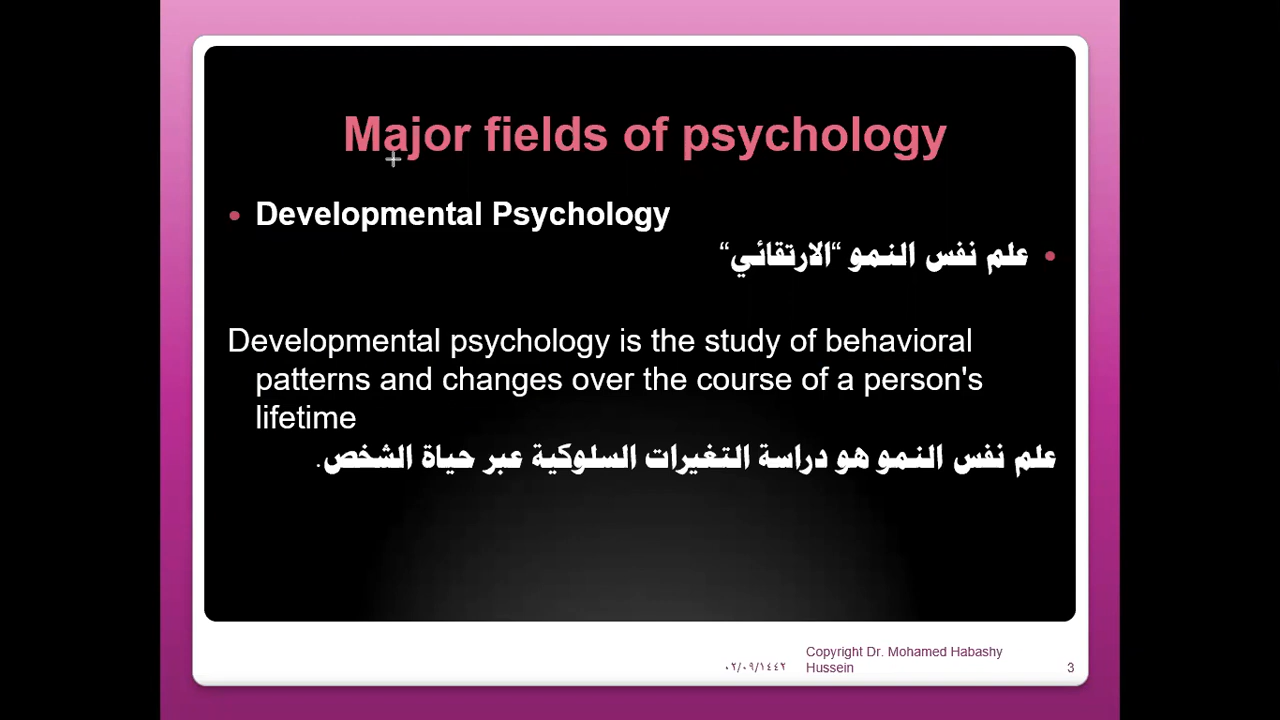 Major fields of psychology
• Developmental Psychology
• علم نفس النمو “الارتقائي“
Developmental psychology is the study of behavioral
patterns and changes over the course of a person's
lifetime
علم نفس النمو هو دراسة التغيرات السلوكية عبر حياة الشخص.
٠٢/٠٩/١٤٤٢
Copyright Dr. Mohamed Habashy
Hussein
3